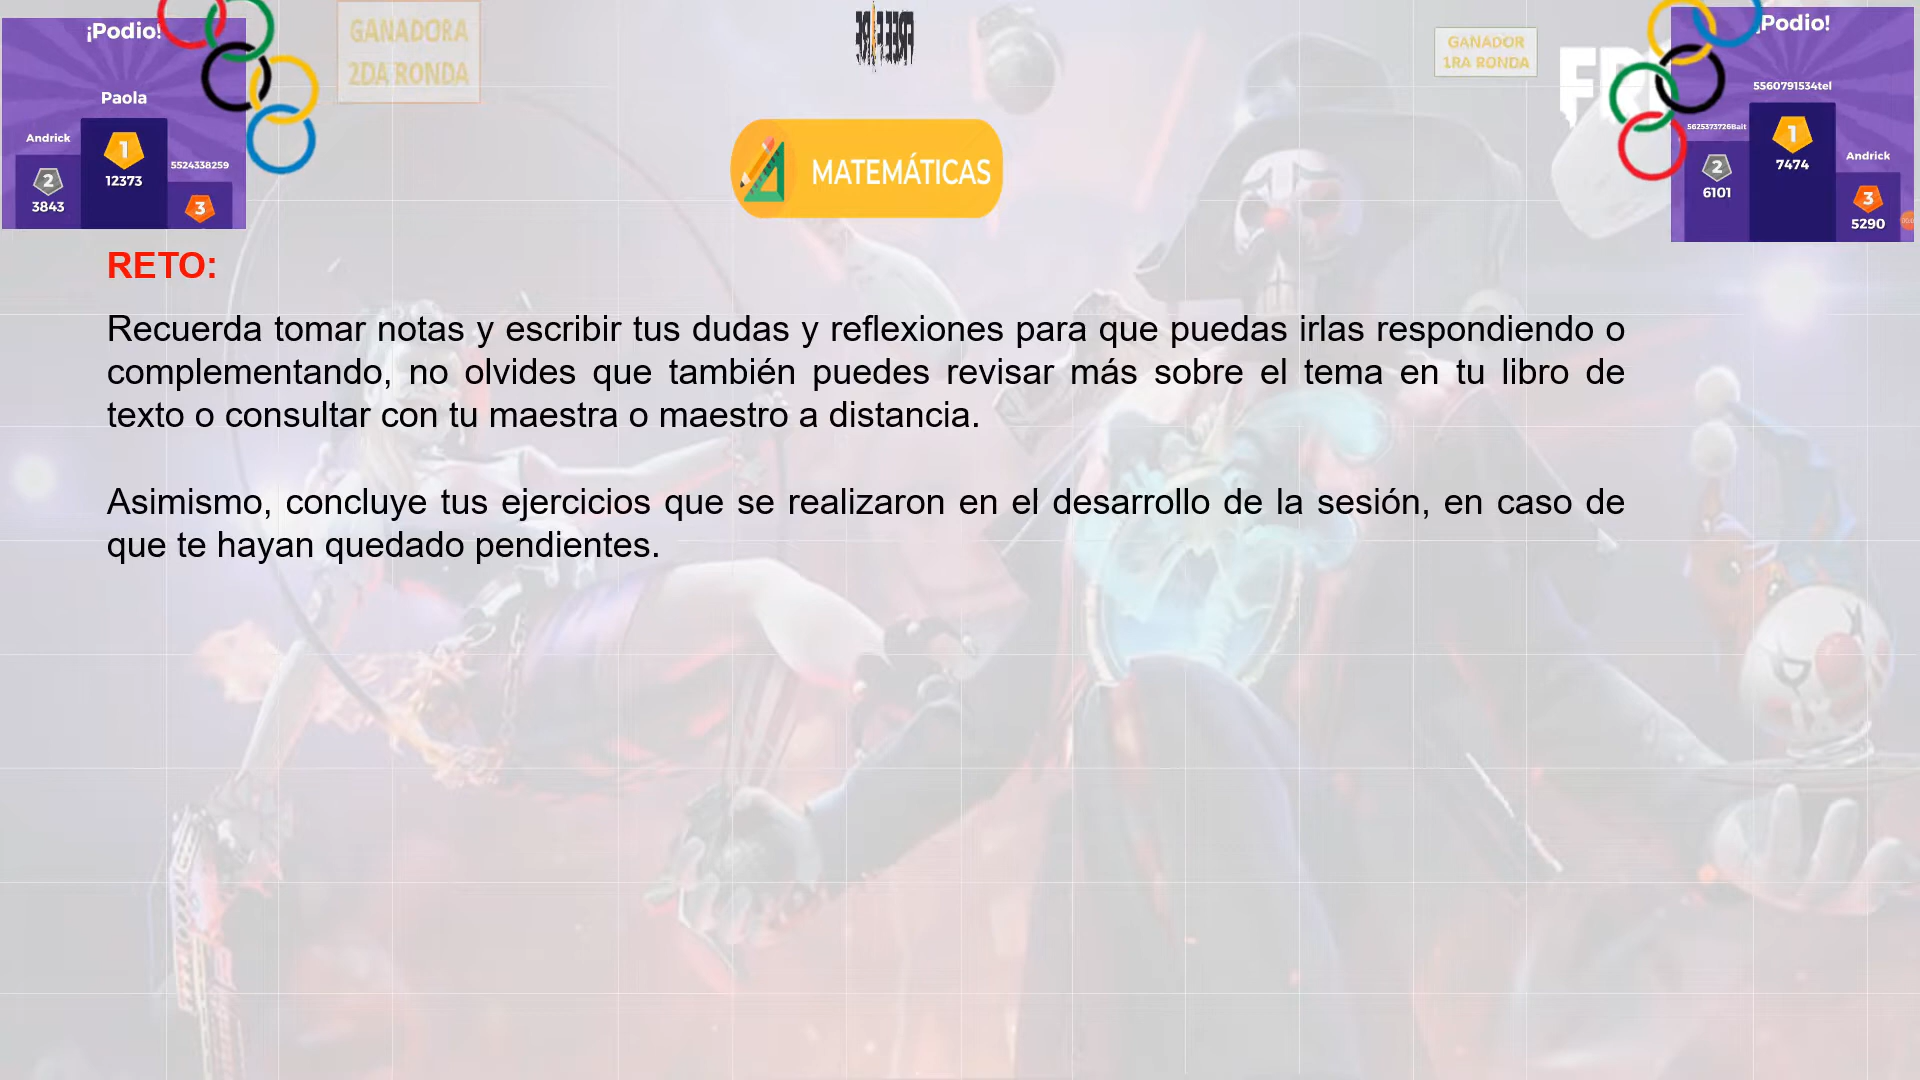 ¡Podio!
Paola
Andrick
1
12373
5524338259
2
3843
3
GANADORA
2DA RONDA
FREE FIRE
MATEMÁTICAS
GANADOR
1RA RONDA
¡Podio!
5560791534tel
1
7474
2
6101
Andrick
3
5290
RETO:
Recuerda tomar notas y escribir tus dudas y reflexiones para que puedas irlas respondiendo o
complementando, no olvides que también puedes revisar más sobre el tema en tu libro de
texto o consultar con tu maestra o maestro a distancia.
Asimismo, concluye tus ejercicios que se realizaron en el desarrollo de la sesión, en caso de
que te hayan quedado pendientes.